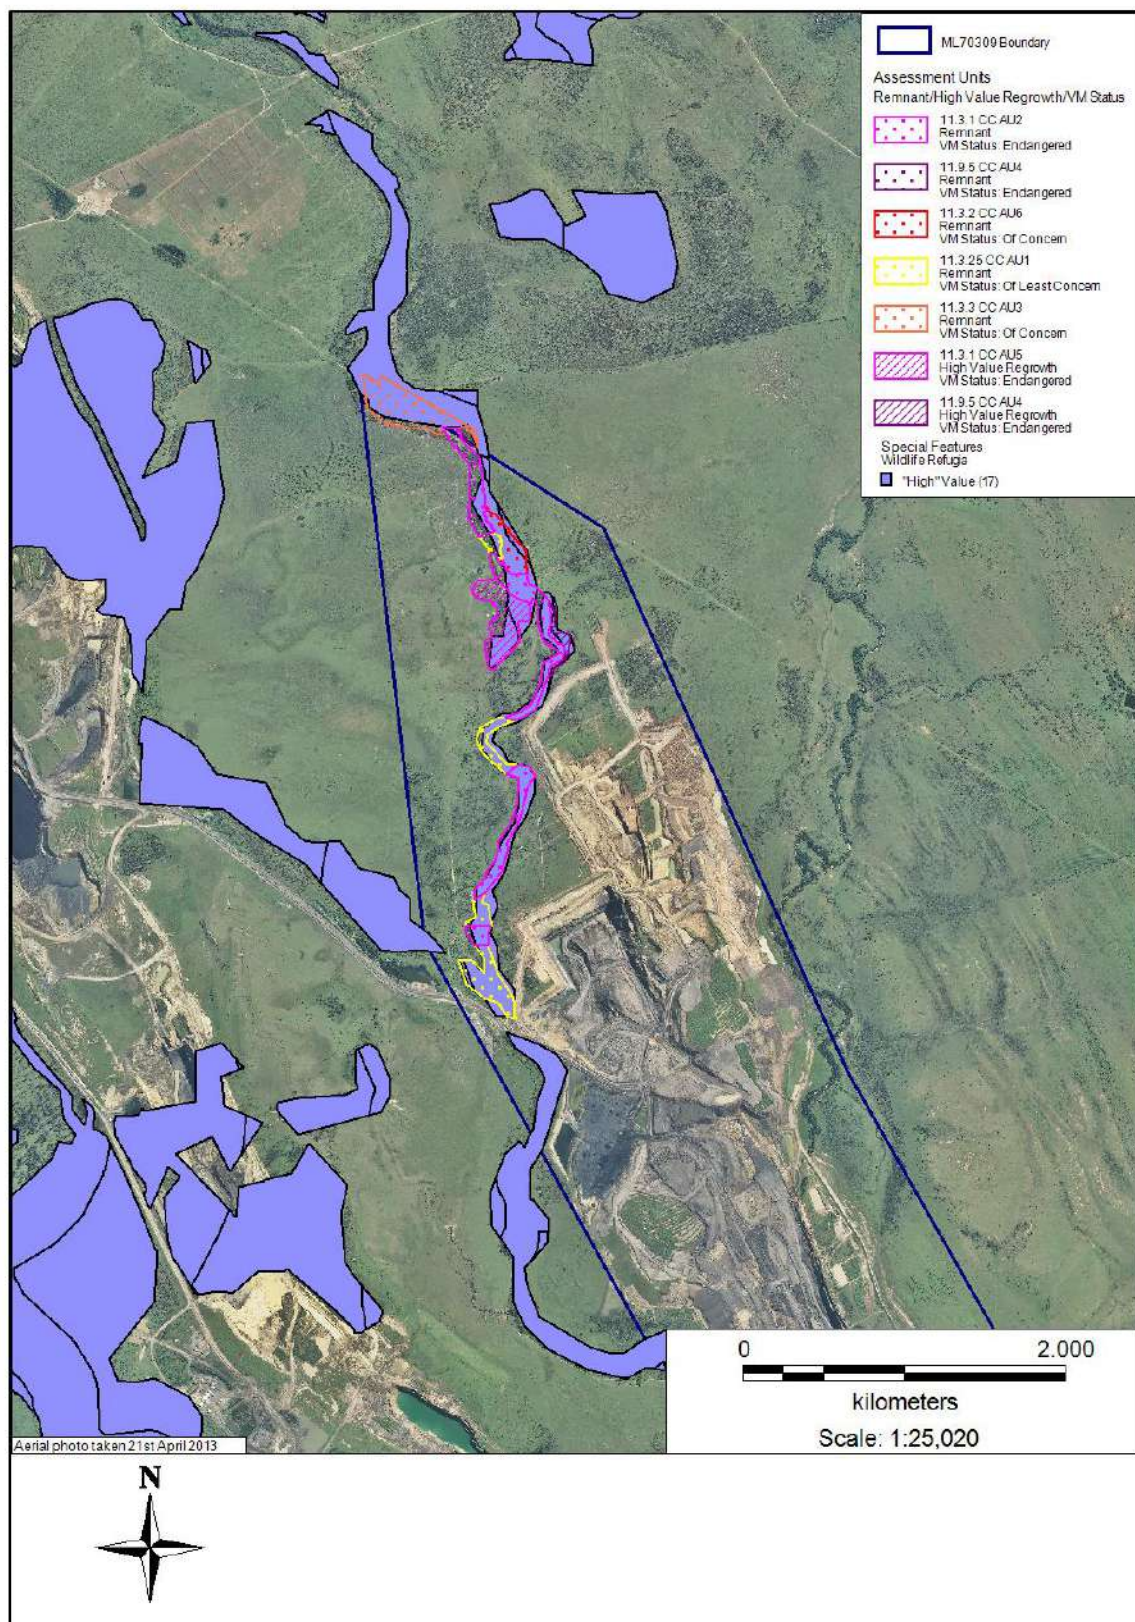 ML70309 Boundary
Assessment Units
Remnant/High Value Regrowth/VM Status
11.3.1 CC AU2
Remnant
VM Status: Endangered
11.9.5 CC AU4
Remnant
VM Status: Endangered
11.3.2 CC AU6
Remnant
VM Status: Of Concern
11.3.25 CC AU1
Remnant
VM Status: Of Least Concern
11.3.3 CC AU3
Remnant
VM Status: Of Concern
11.3.1 CC AU5
High Value Regrowth
VM Status: Endangered
11.9.5 CC AU4
High Value Regrowth
VM Status: Endangered
Special Features
Wildlife Refugia
"High" Value (17)
0 2.000
kilometers
Scale: 1:25,020
Aerial photo taken 21st April 2013
N